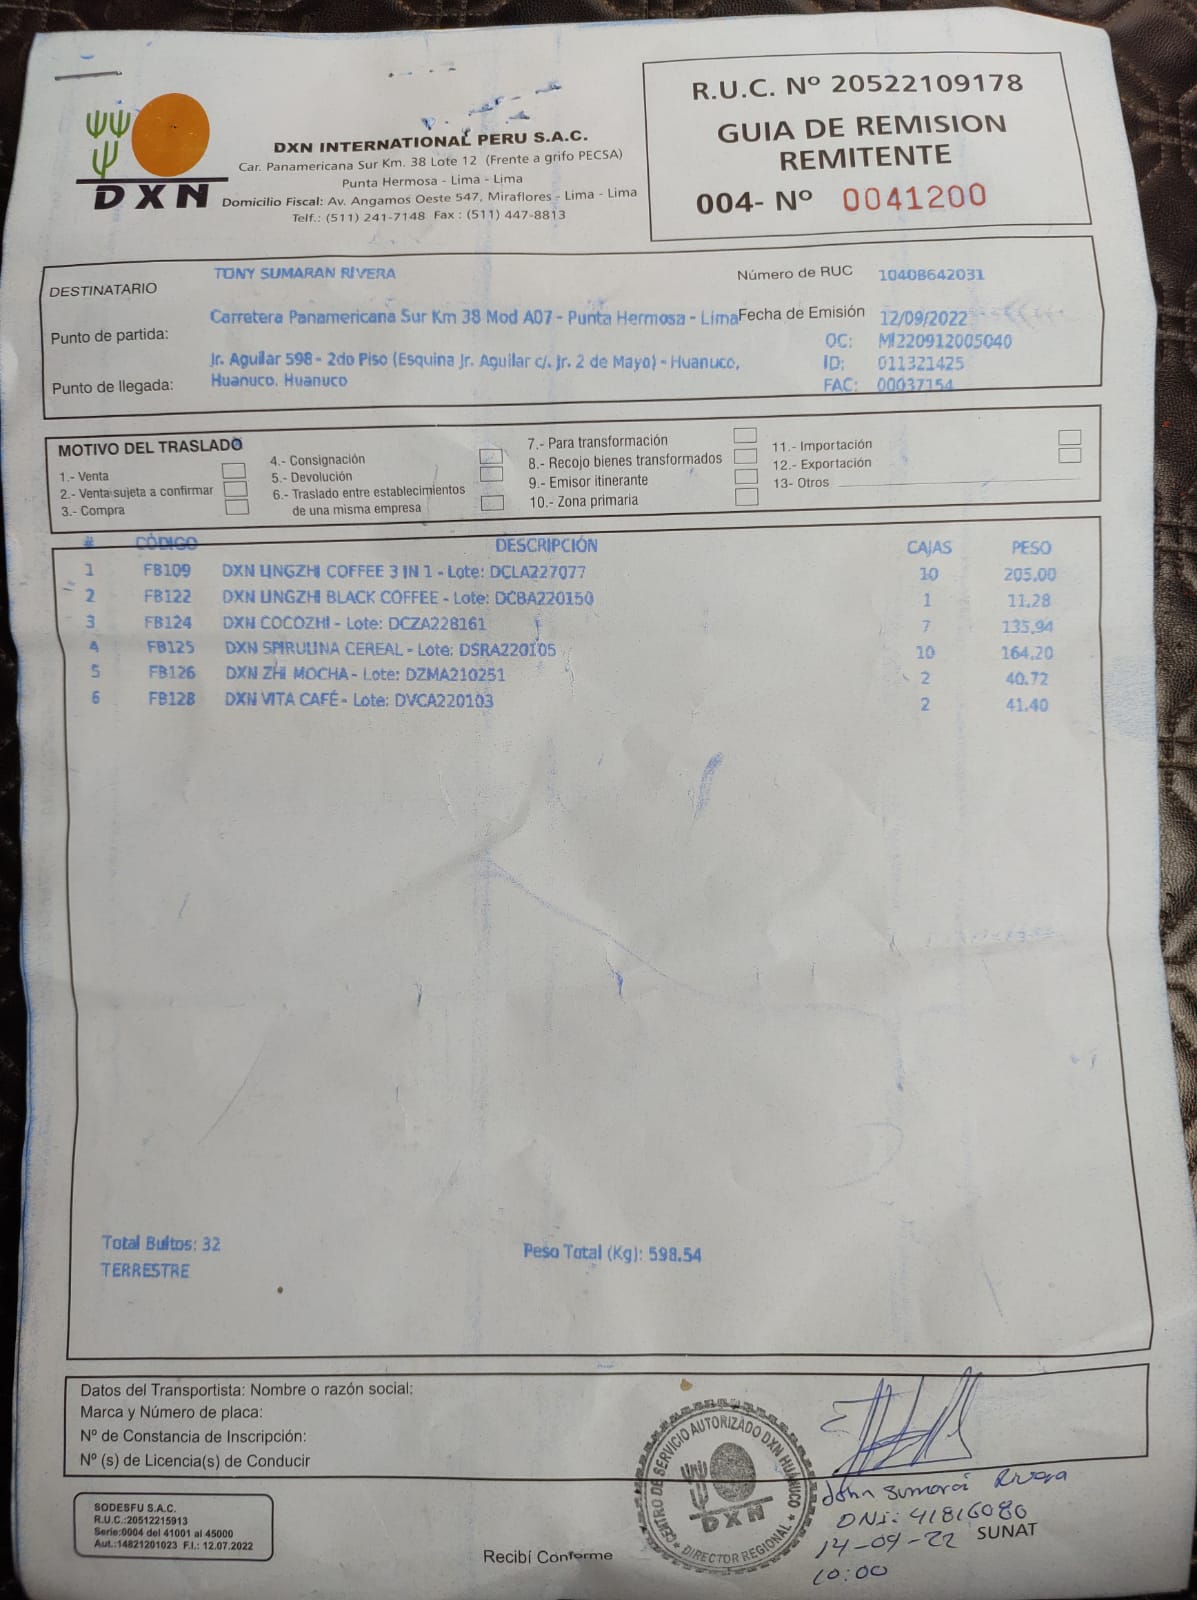 DXN
DXN INTERNATIONAL PERU S.A.C.
Car. Panamericana Sur Km. 38 Lote 12 (Frente a grifo PECSA)
Punta Hermosa - Lima - Lima
Domicilio Fiscal: Av. Angamos Oeste 547, Miraflores - Lima - Lima
Telf.: (511) 241-7148 Fax : (511) 447-8813
R.U.C. Nº 20522109178
GUIA DE REMISION
REMITENTE
004- Nº 0041200
DESTINATARIO TONY SUMARAN RIVERA Número de RUC 10408642031
Punto de partida: Carretera Panamericana Sur Km 38 Mod A07 - Punta Hermosa - Lima Fecha de Emisión 12/09/2022
OC: MI220912005040
Punto de llegada: Jr. Aguilar 598 - 2do Piso (Esquina Jr. Aguilar c/. Jr. 2 de Mayo) - Huanuco, ID: 011321425
Huanuco, Huanuco FAC: 00037154
MOTIVO DEL TRASLADO
1.- Venta
2.- Venta sujeta a confirmar
3.- Compra
4.- Consignación
5.- Devolución
6.- Traslado entre establecimientos
de una misma empresa
7.- Para transformación
8.- Recojo bienes transformados
9.- Emisor itinerante
10.- Zona primaria
11.- Importación
12.- Exportación
13- Otros
# CÓDIGO DESCRIPCIÓN CAJAS PESO
1 FB109 DXN LINGZHI COFFEE 3 IN 1 - Lote: DCLA227077 10 205.00
2 FB122 DXN LINGZHI BLACK COFFEE - Lote: DCBA220150 1 11.28
3 FB124 DXN COCOZHI - Lote: DCZA228161 7 135.94
4 FB125 DXN SPIRULINA CEREAL - Lote: DSRA220105 10 164.20
5 FB126 DXN ZHI MOCHA - Lote: DZMA210251 2 40.72
6 FB128 DXN VITA CAFÉ - Lote: DVCA220103 2 41.40
Total Bultos: 32 Peso Total (Kg): 598.54
TERRESTRE
Datos del Transportista: Nombre o razón social:
Marca y Número de placa:
Nº de Constancia de Inscripción:
Nº (s) de Licencia(s) de Conducir
SODESFU S.A.C.
R.U.C.:20512215913
Serie:0004 del 41001 al 45000
Aut.:14821201023 F.I.: 12.07.2022
Recibí Conforme
CENTRO DE SERVICIO AUTORIZADO DXN HUÁNUCO
DXN
* DIRECTOR REGIONAL *
John Sumarán Rivera
DNi: 41816080
SUNAT
14-09-22
10:00